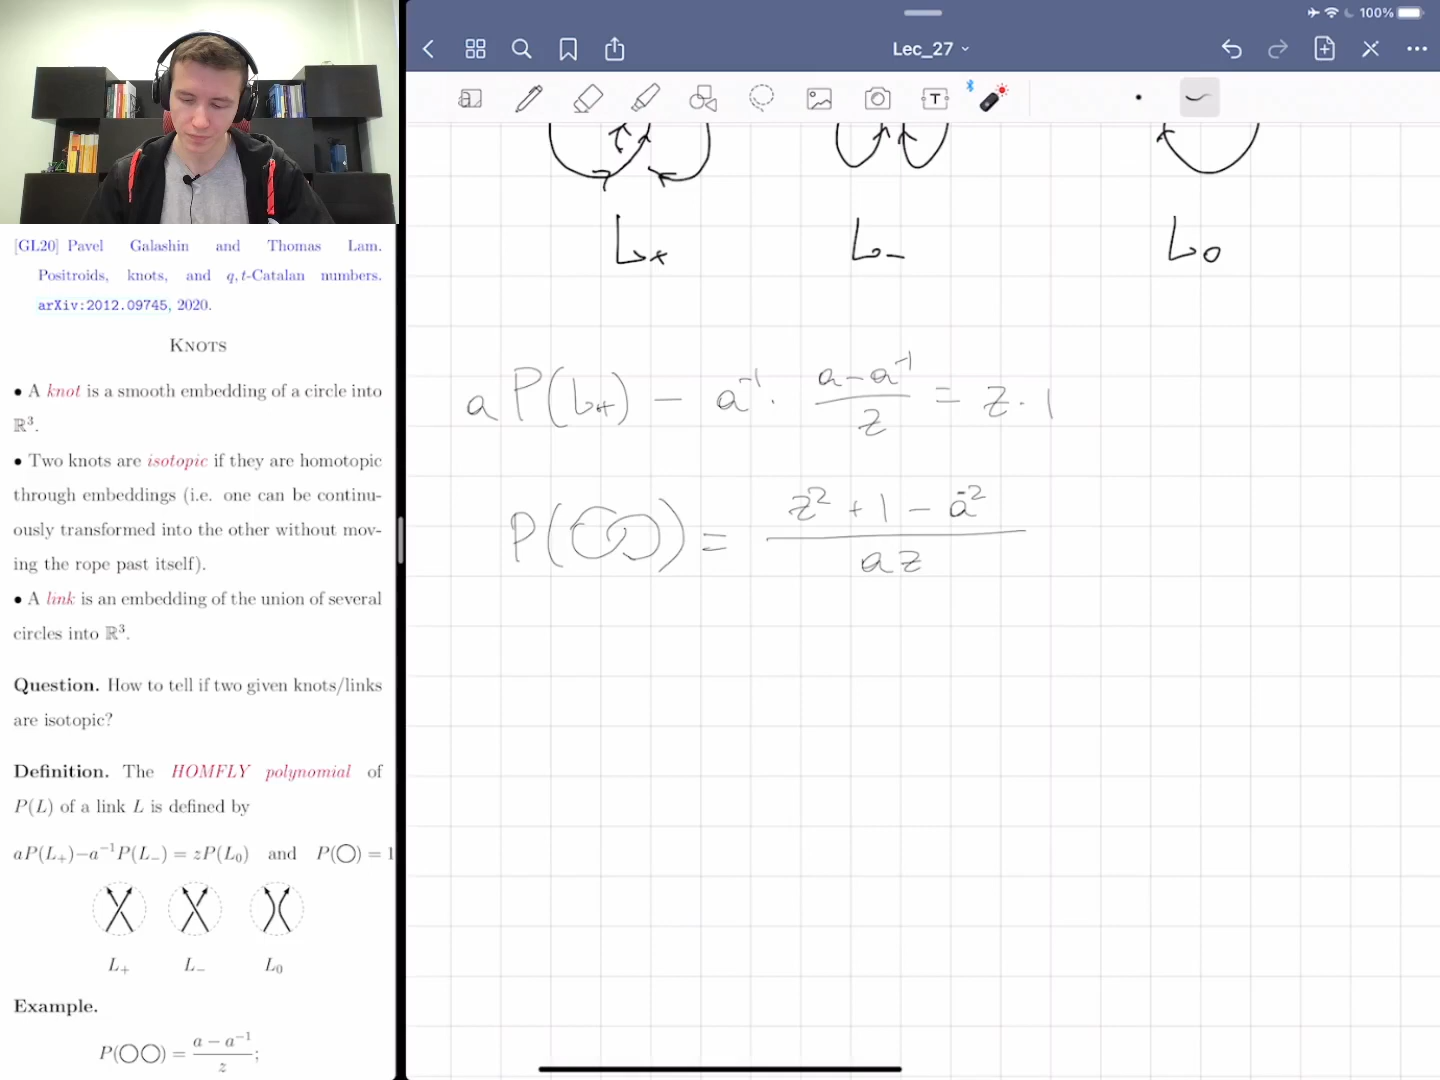 100%
Lec_27
T
[GL20] Pavel Galashin and Thomas Lam.
Positroids, knots, and q,t-Catalan numbers.
arXiv:2012.09745, 2020.
KNOTS
• A knot is a smooth embedding of a circle into
ℝ³.
• Two knots are isotopic if they are homotopic
through embeddings (i.e. one can be continu-
ously transformed into the other without mov-
ing the rope past itself).
• A link is an embedding of the union of several
circles into ℝ³.
Question. How to tell if two given knots/links
are isotopic?
Definition. The HOMFLY polynomial of
P(L) of a link L is defined by
aP(L₊)−a⁻¹P(L₋) = zP(L₀) and P(◯) = 1
L₊ L₋ L₀
Example.
P(◯◯) = (a − a⁻¹)/z;
L₊ L₋ L₀
a P(L₊) − a⁻¹ · (a − a⁻¹)/z = z · 1
P(◯◯) = (z² + 1 − a⁻²)/(a z)